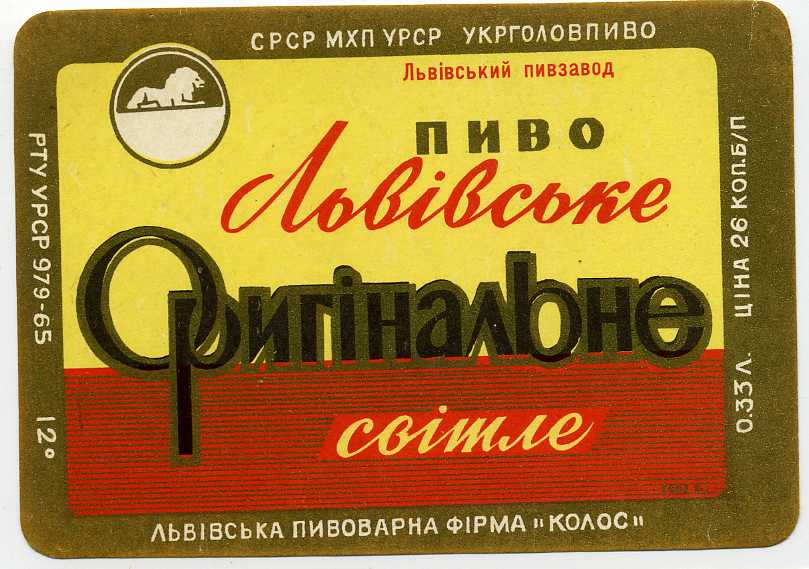 СРСР МХП УРСР УКРГОЛОВПИВО
Львівський пивзавод
ПИВО
Львівське
Оригінальне
світле
РТУ УРСР 979-65 12°
0.33 Л. ЦІНА 26 КОП.Б/П
ЛЬВІВСЬКА ПИВОВАРНА ФІРМА "КОЛОС"